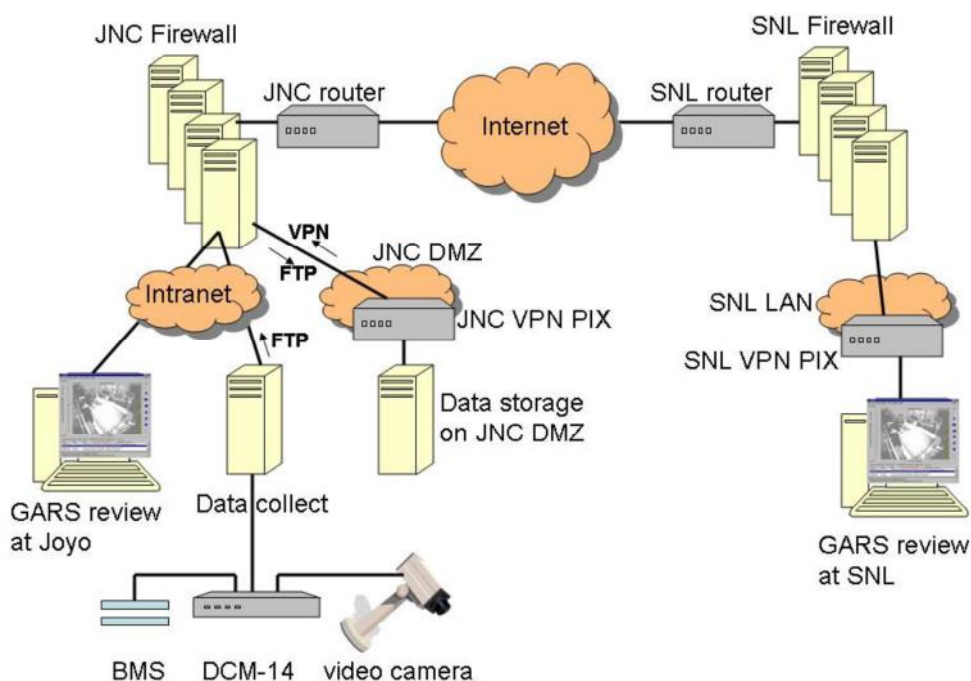 JNC Firewall
SNL Firewall
JNC router
Internet
SNL router
VPN
FTP
JNC DMZ
Intranet
JNC VPN PIX
SNL LAN
FTP
SNL VPN PIX
Data storage
on JNC DMZ
Data collect
GARS review
at Joyo
GARS review
at SNL
BMS
DCM-14
video camera